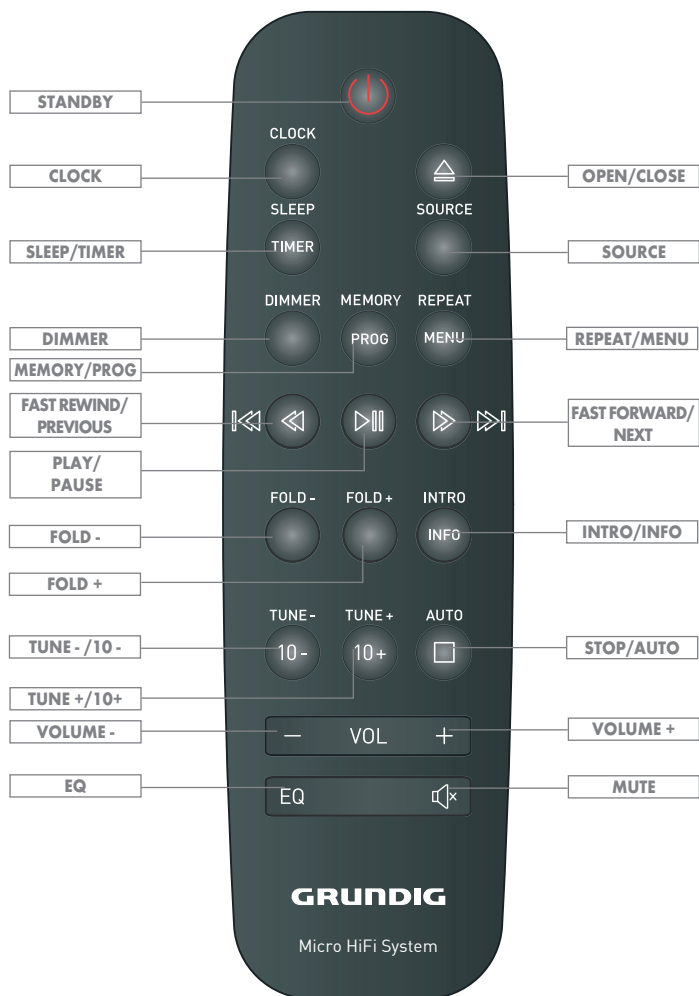 STANDBY
CLOCK
CLOCK
OPEN/CLOSE
SLEEP
SOURCE
SLEEP/TIMER
TIMER
SOURCE
DIMMER
MEMORY
REPEAT
DIMMER
PROG
MENU
REPEAT/MENU
MEMORY/PROG
FAST REWIND/
PREVIOUS
FAST FORWARD/
NEXT
PLAY/
PAUSE
FOLD -
FOLD +
INTRO
FOLD -
INFO
INTRO/INFO
FOLD +
TUNE -
TUNE +
AUTO
TUNE - /10 -
10 -
10 +
STOP/AUTO
TUNE +/10+
VOLUME -
− VOL +
VOLUME +
EQ
EQ
MUTE
GRUNDIG
Micro HiFi System